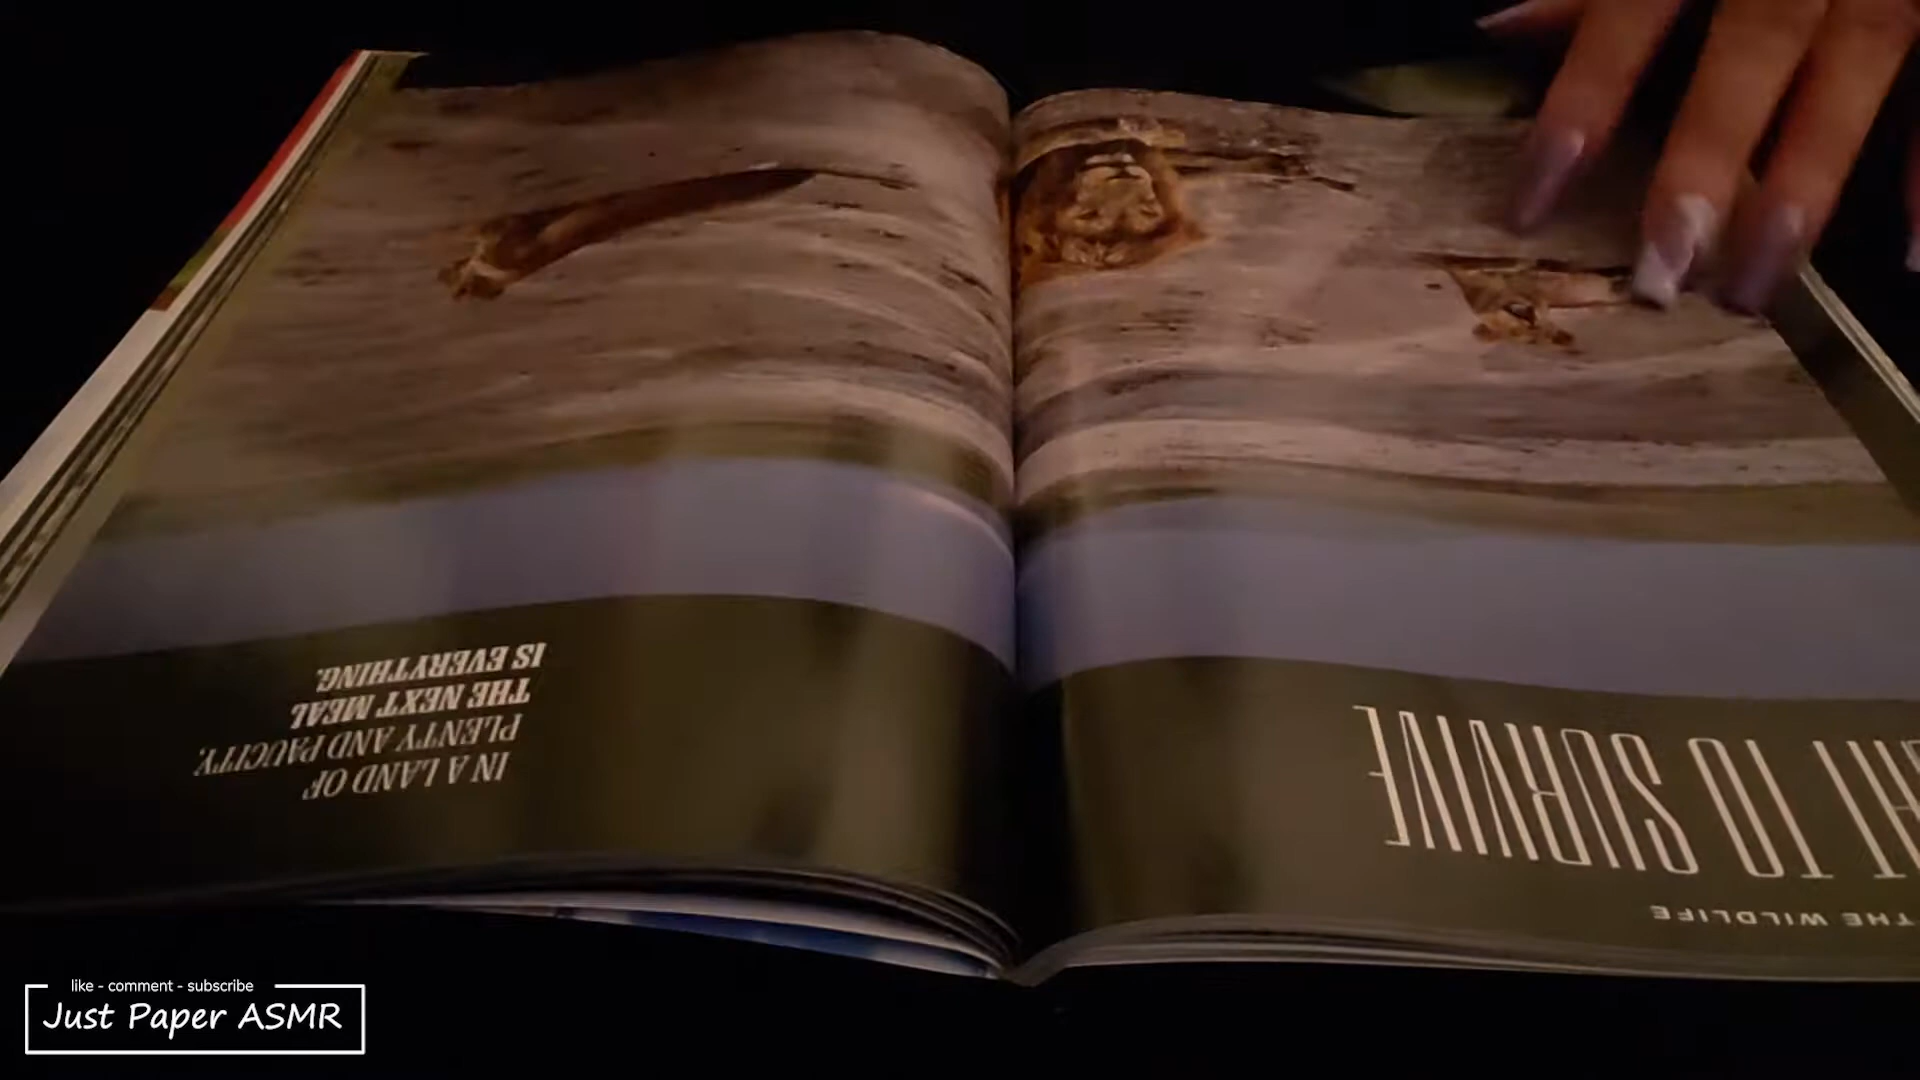 IN A LAND OF
PLENTY AND PAUCITY,
THE NEXT MEAL
IS EVERYTHING.
THE WILDLIFE
TO SURVIVE
like - comment - subscribe
Just Paper ASMR